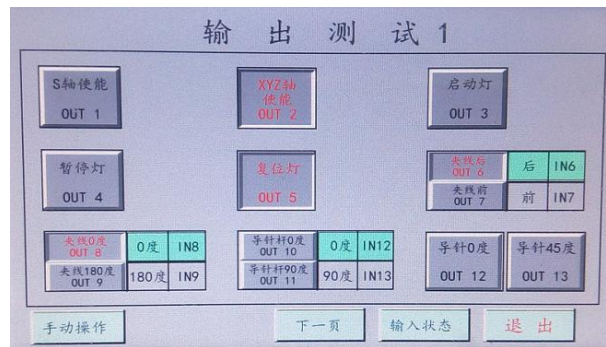 输出测试1
S轴使能
OUT 1
XYZ轴
使能
OUT 2
启动灯
OUT 3
暂停灯
OUT 4
复位灯
OUT 5
夹线后
OUT 6
后 IN6
夹线前
OUT 7
前 IN7
夹线0度
OUT 8
0度 IN8
夹线180度
OUT 9
180度 IN9
导针杆0度
OUT 10
0度 IN12
导针杆90度
OUT 11
90度 IN13
导针0度
OUT 12
导针45度
OUT 13
手动操作
下一页
输入状态
退出